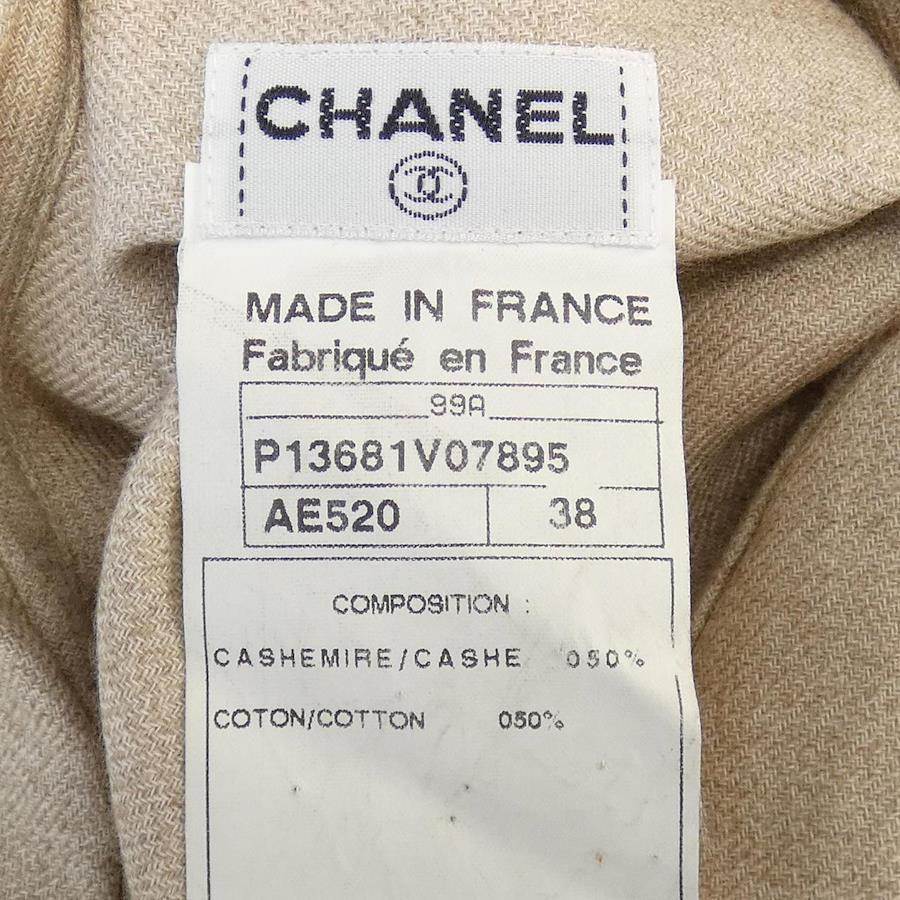 CHANEL
MADE IN FRANCE
Fabriqué en France
99A
P13681V07895
AE520 38
COMPOSITION :
CASHEMIRE/CASHE 050%
COTON/COTTON 050%